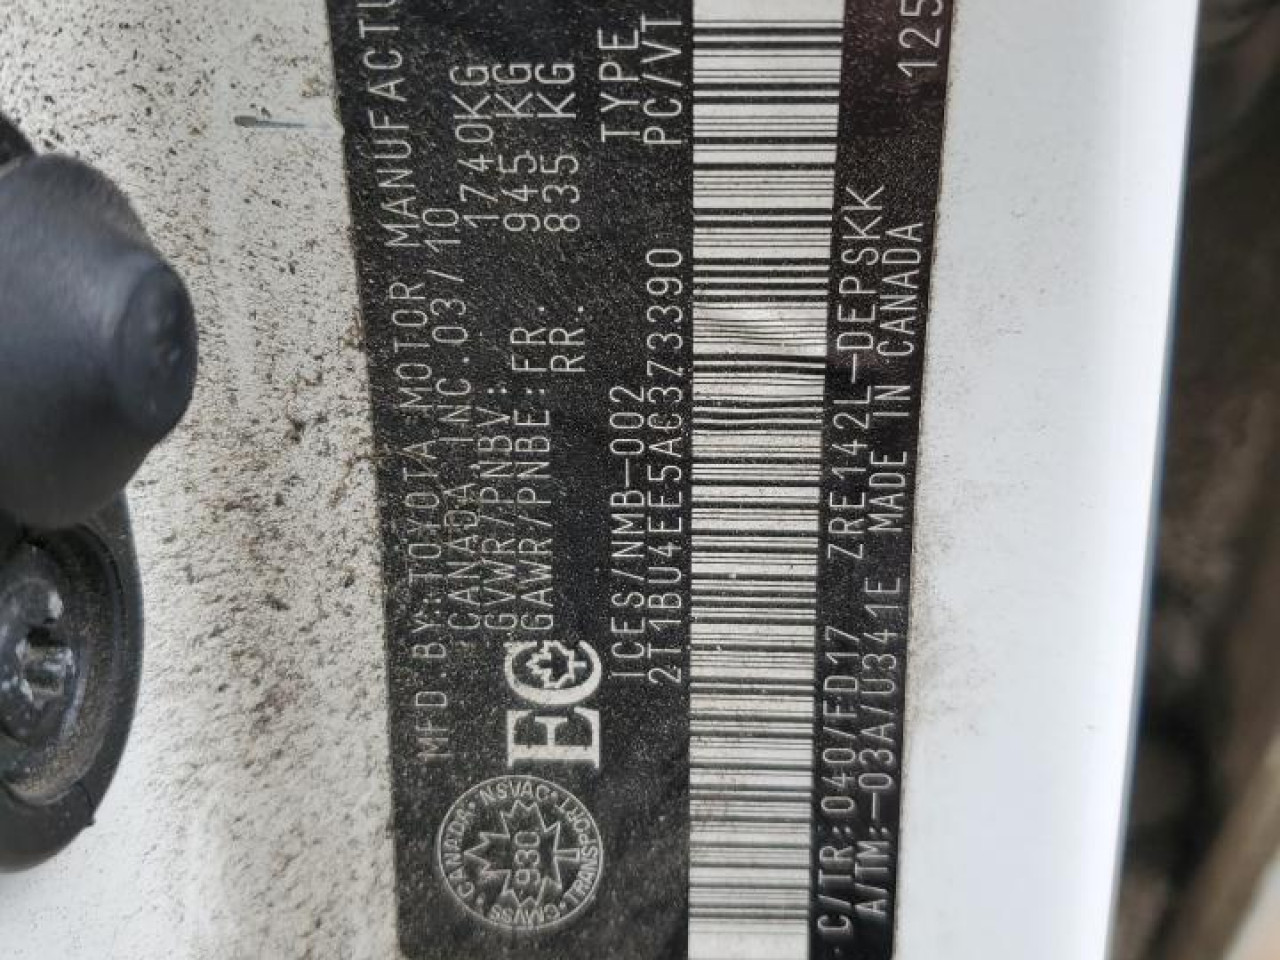 MFD.BY:TOYOTA MOTOR MANUFACTU
CANADA INC. 03/10
GVWR/PNBV: 1740KG
GAWR/PNBE:FR. 945 KG
RR. 835 KG
EC
CANADA • NSVAC • TRANSPORT • CMVSS
930
ICES/NMB-002 TYPE
2T1BU4EE5AC373390 PC/VT
C/TR:040/FD17 ZRE142L-DEPSKK
A/TM:-03A/U341E MADE IN CANADA 125